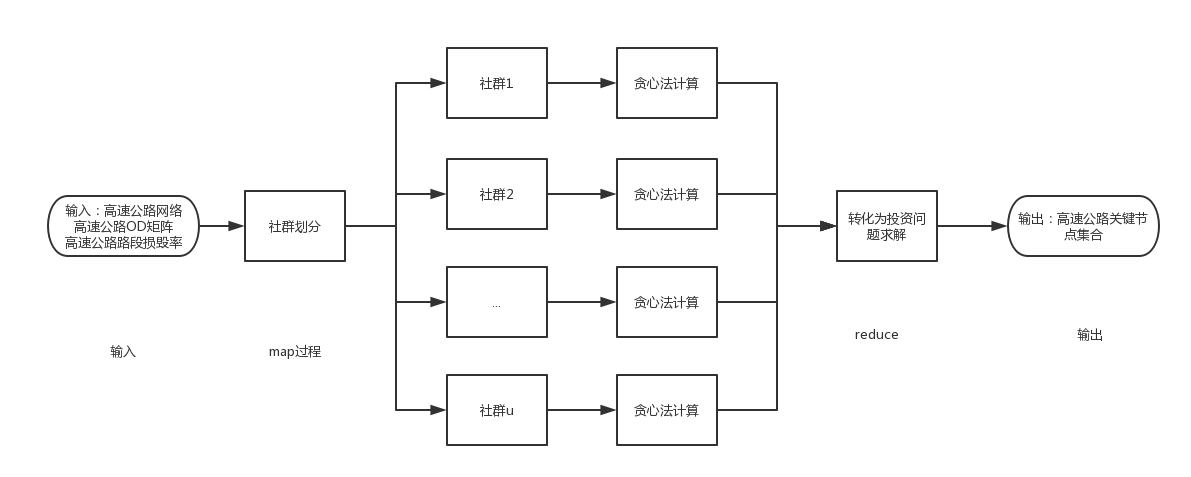 社群1
贪心法计算
社群2
贪心法计算
输入：高速公路网络
高速公路OD矩阵
高速公路路段损毁率
社群划分
转化为投资问
题求解
输出：高速公路关键节
点集合
...
贪心法计算
社群u
贪心法计算
输入
map过程
reduce
输出